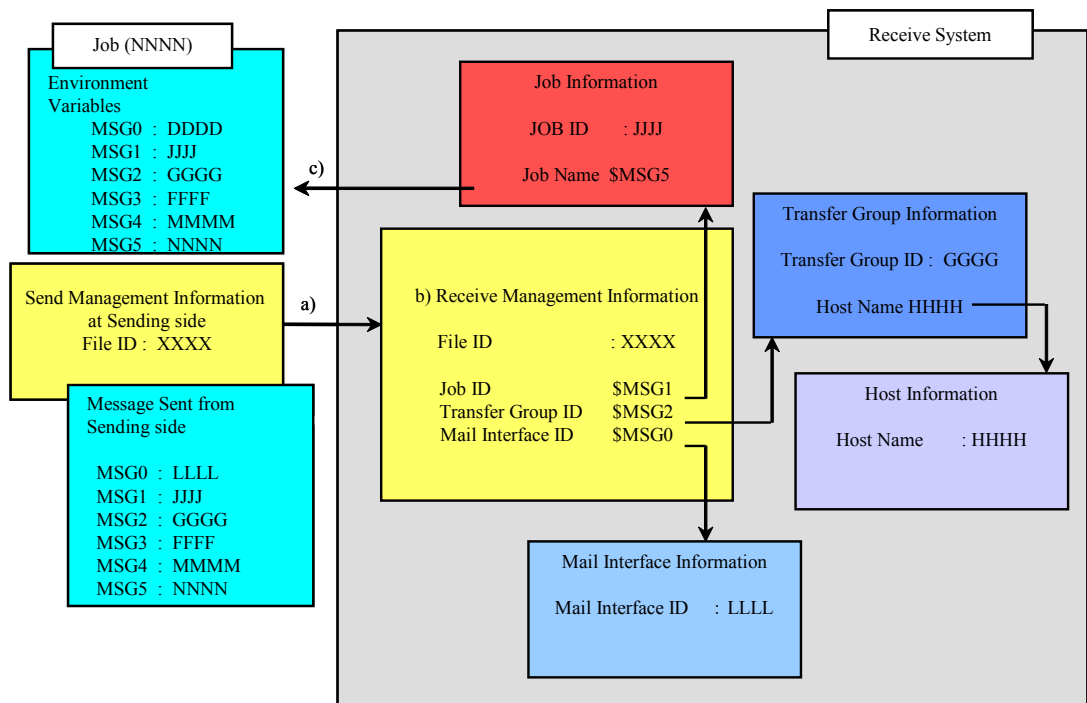 Job (NNNN)
Environment
Variables
MSG0 : DDDD
MSG1 : JJJJ
MSG2 : GGGG
MSG3 : FFFF
MSG4 : MMMM
MSG5 : NNNN
Send Management Information
at Sending side
File ID : XXXX
Message Sent from
Sending side
MSG0 : LLLL
MSG1 : JJJJ
MSG2 : GGGG
MSG3 : FFFF
MSG4 : MMMM
MSG5 : NNNN
a)
c)
Receive System
Job Information
JOB ID : JJJJ
Job Name $MSG5
b) Receive Management Information
File ID : XXXX
Job ID $MSG1
Transfer Group ID $MSG2
Mail Interface ID $MSG0
Transfer Group Information
Transfer Group ID : GGGG
Host Name HHHH
Host Information
Host Name : HHHH
Mail Interface Information
Mail Interface ID : LLLL